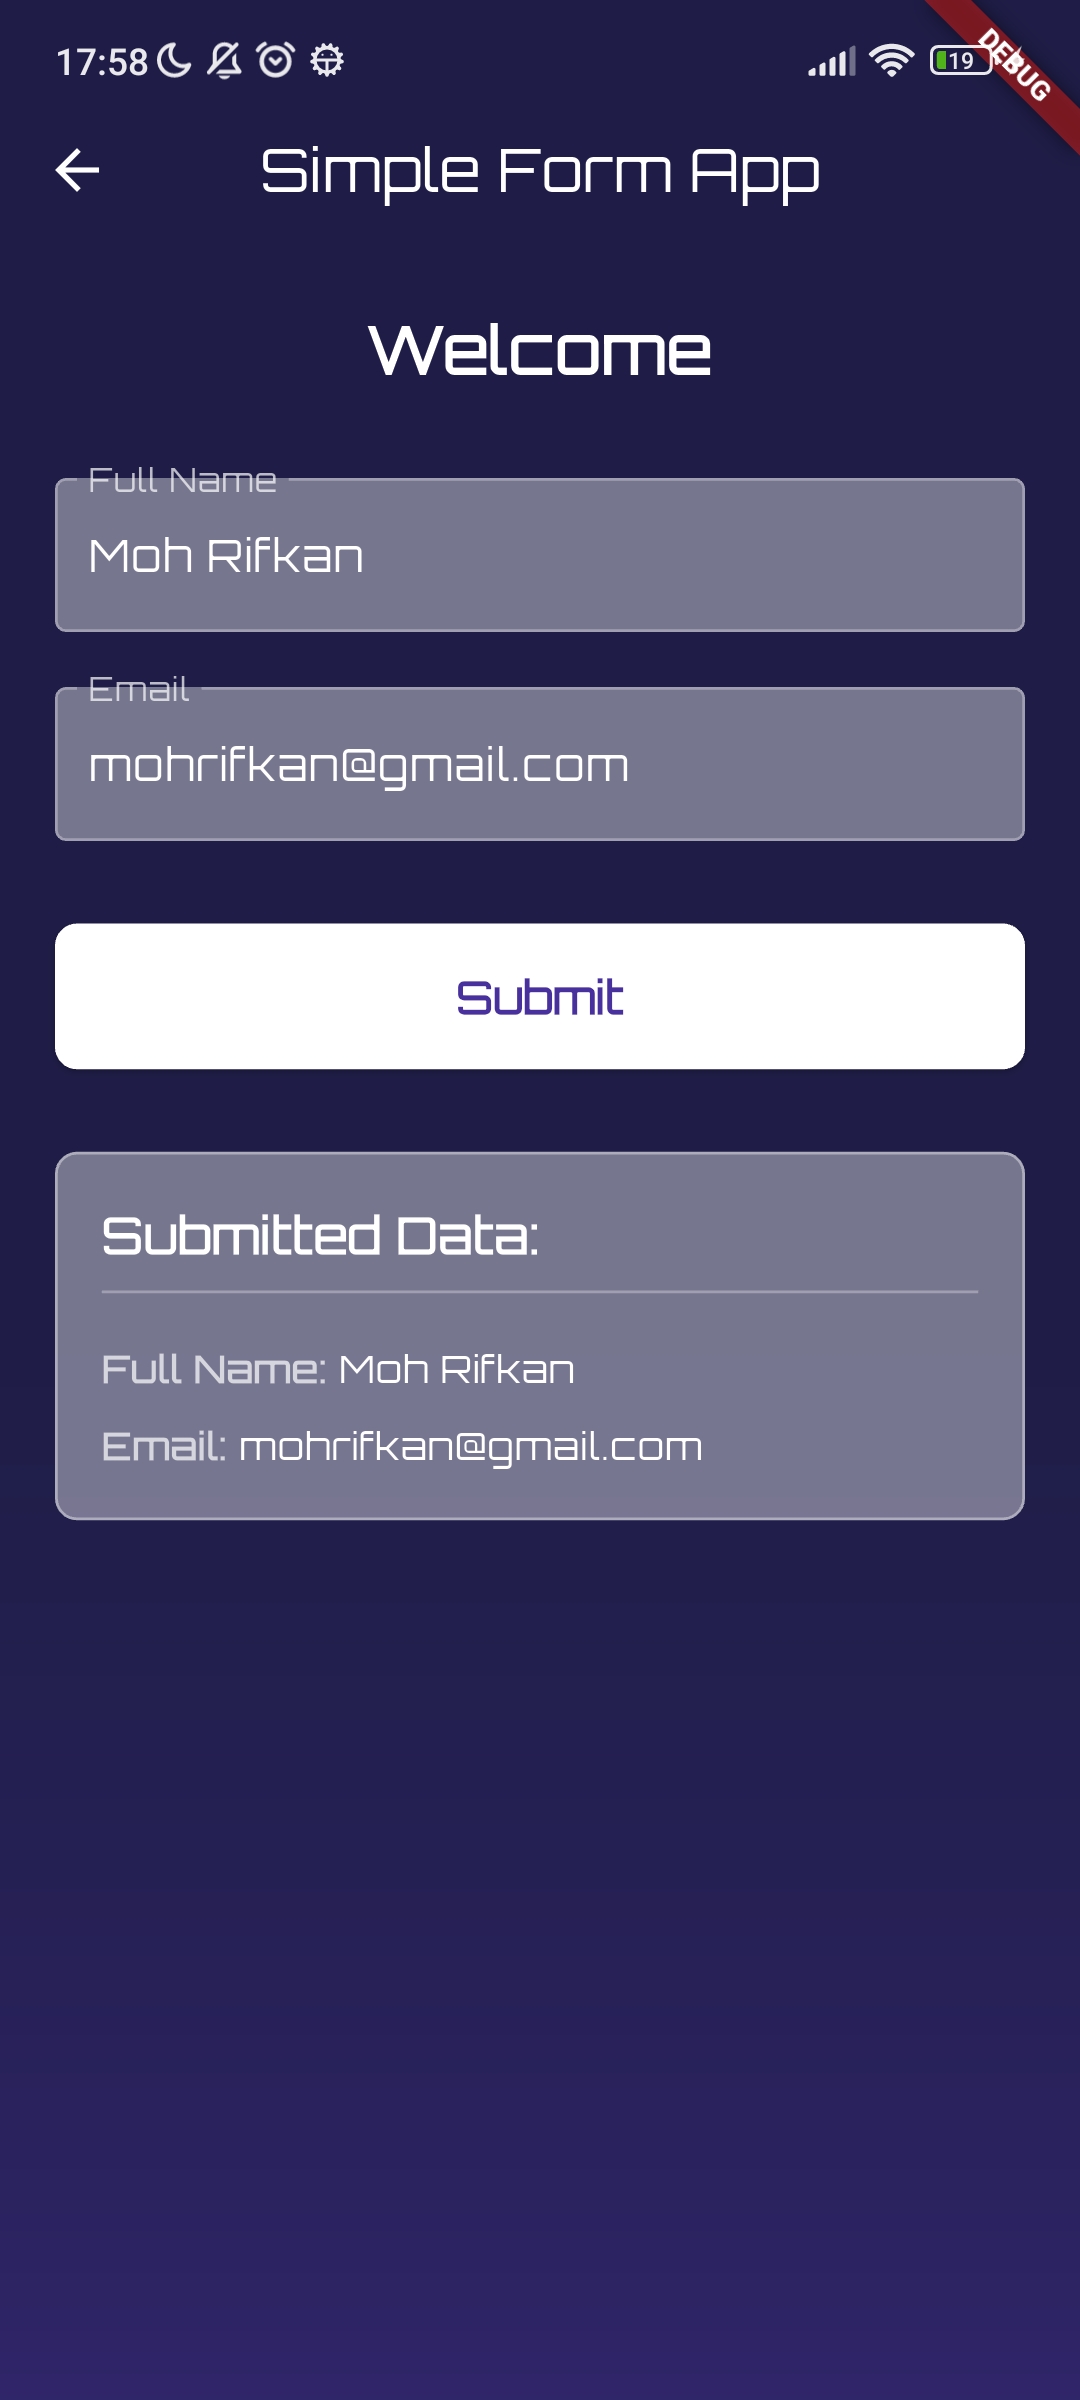 17:58
19
DEBUG
Simple Form App
Welcome
Full Name
Moh Rifkan
Email
mohrifkan@gmail.com
Submit
Submitted Data:
Full Name: Moh Rifkan
Email: mohrifkan@gmail.com